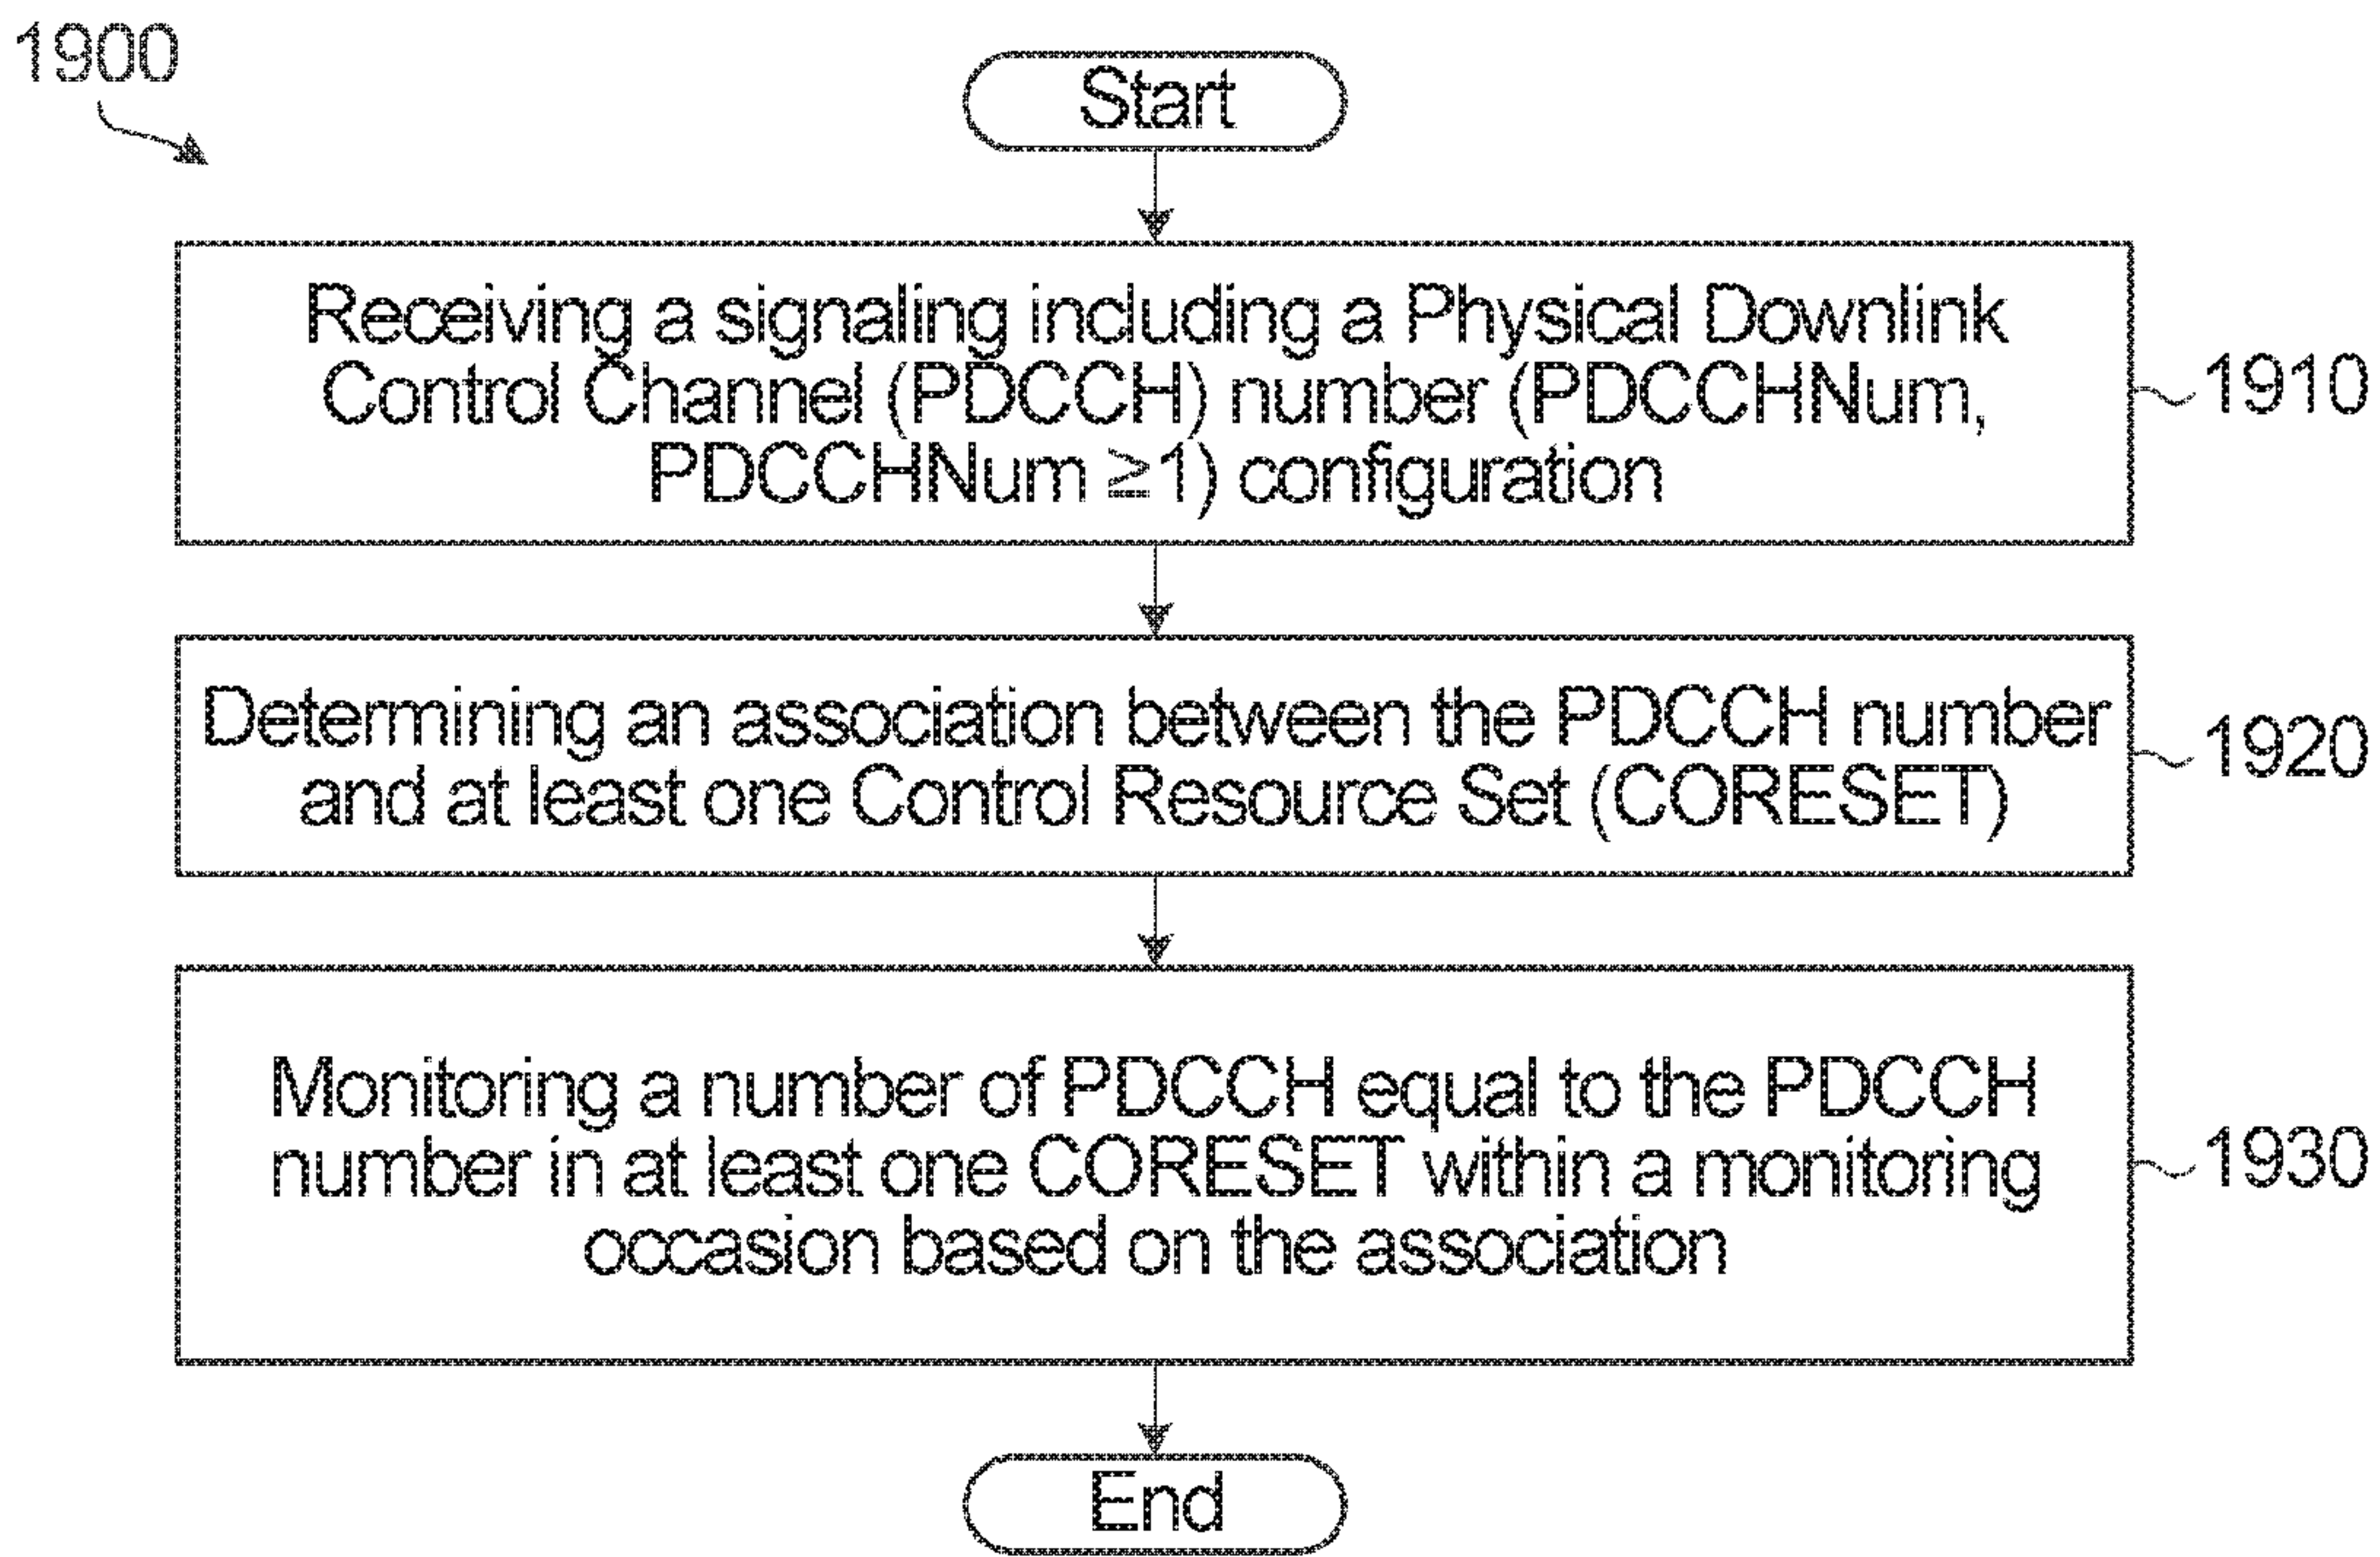 1900
Start
Receiving a signaling including a Physical Downlink
Control Channel (PDCCH) number (PDCCHNum,
PDCCHNum ≧1) configuration
1910
Determining an association between the PDCCH number
and at least one Control Resource Set (CORESET)
1920
Monitoring a number of PDCCH equal to the PDCCH
number in at least one CORESET within a monitoring
occasion based on the association
1930
End